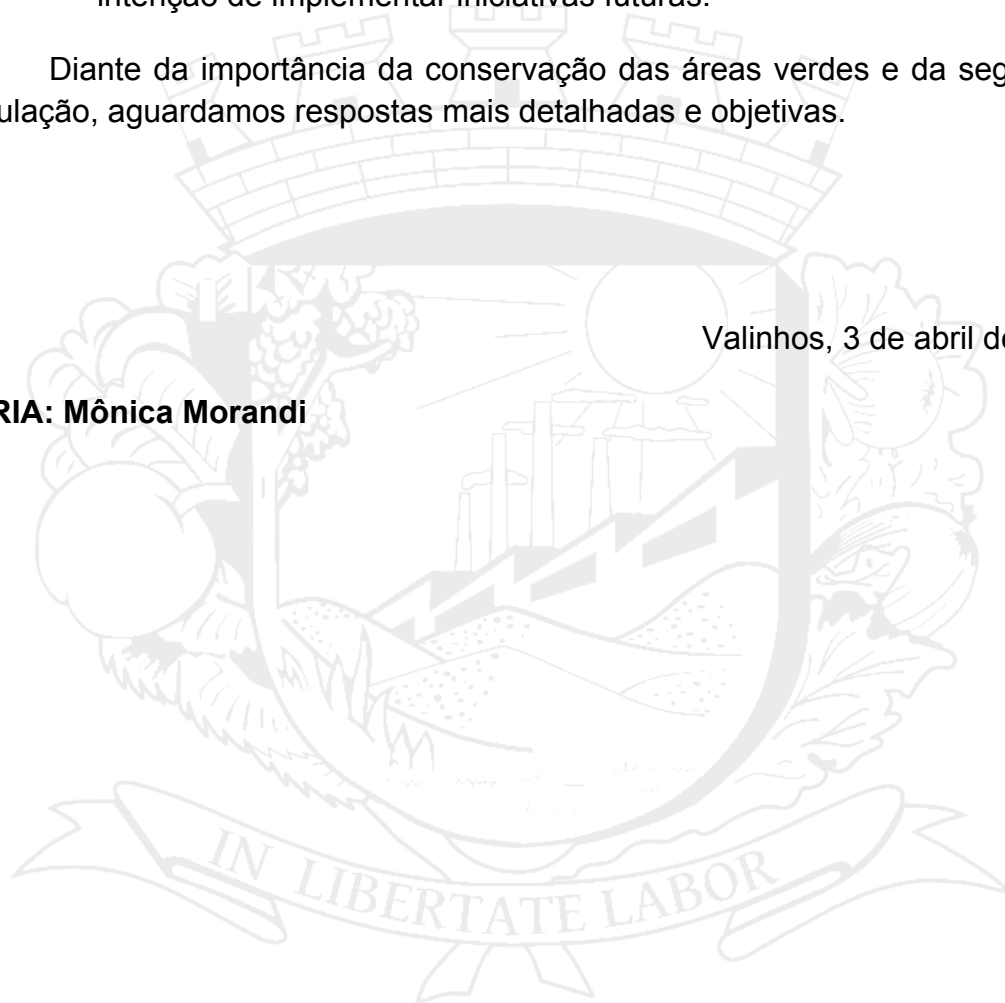 intenção de implementar iniciativas futuras.
Diante da importância da conservação das áreas verdes e da seg
ulação, aguardamos respostas mais detalhadas e objetivas.
Valinhos, 3 de abril d
RIA: Mônica Morandi
IN LIBERTATE LABOR